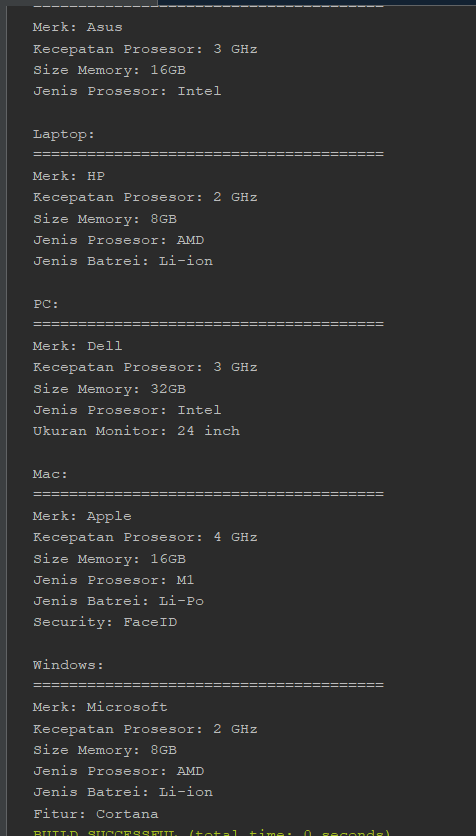 =======================================
Merk: Asus
Kecepatan Prosesor: 3 GHz
Size Memory: 16GB
Jenis Prosesor: Intel
Laptop:
=======================================
Merk: HP
Kecepatan Prosesor: 2 GHz
Size Memory: 8GB
Jenis Prosesor: AMD
Jenis Batrei: Li-ion
PC:
=======================================
Merk: Dell
Kecepatan Prosesor: 3 GHz
Size Memory: 32GB
Jenis Prosesor: Intel
Ukuran Monitor: 24 inch
Mac:
=======================================
Merk: Apple
Kecepatan Prosesor: 4 GHz
Size Memory: 16GB
Jenis Prosesor: M1
Jenis Batrei: Li-Po
Security: FaceID
Windows:
=======================================
Merk: Microsoft
Kecepatan Prosesor: 2 GHz
Size Memory: 8GB
Jenis Prosesor: AMD
Jenis Batrei: Li-ion
Fitur: Cortana
BUILD SUCCESSFUL (total time: 0 seconds)